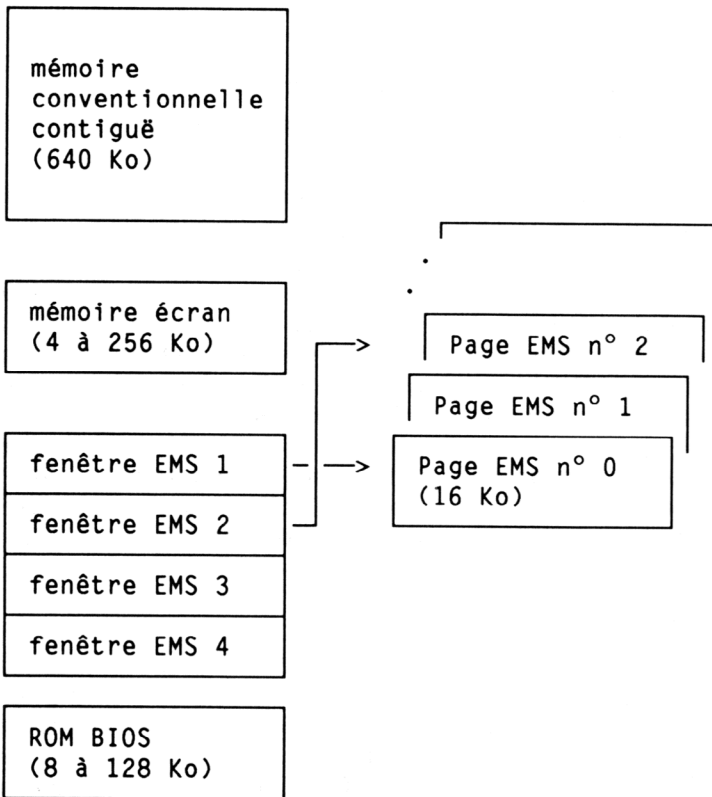 mémoire
conventionnelle
contiguë
(640 Ko)
mémoire écran
(4 à 256 Ko)
Page EMS n° 2
Page EMS n° 1
fenêtre EMS 1
Page EMS n° 0
(16 Ko)
fenêtre EMS 2
fenêtre EMS 3
fenêtre EMS 4
ROM BIOS
(8 à 128 Ko)